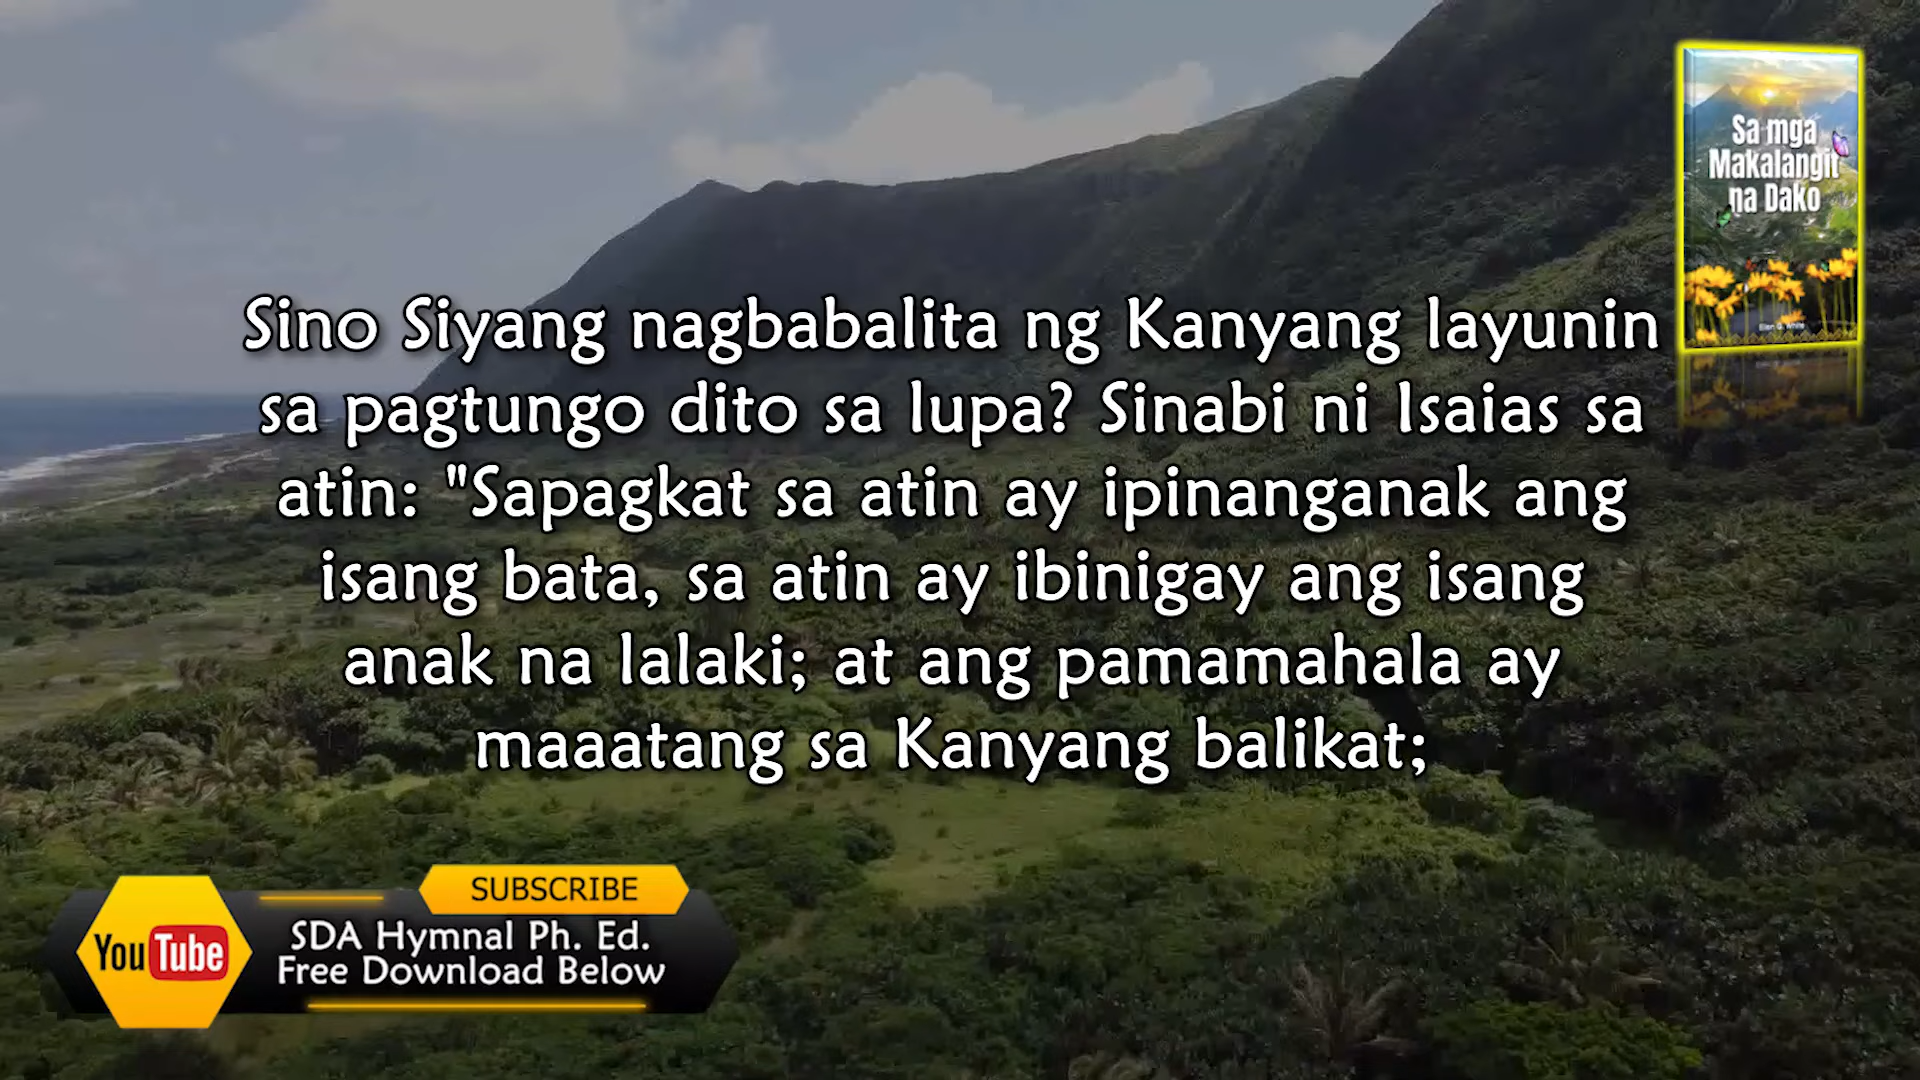 Sa mga
Makalangit
na Dako
Ellen G. White
Sino Siyang nagbabalita ng Kanyang layunin
sa pagtungo dito sa lupa? Sinabi ni Isaias sa
atin: "Sapagkat sa atin ay ipinanganak ang
isang bata, sa atin ay ibinigay ang isang
anak na lalaki; at ang pamamahala ay
maaatang sa Kanyang balikat;
SUBSCRIBE
YouTube
SDA Hymnal Ph. Ed.
Free Download Below